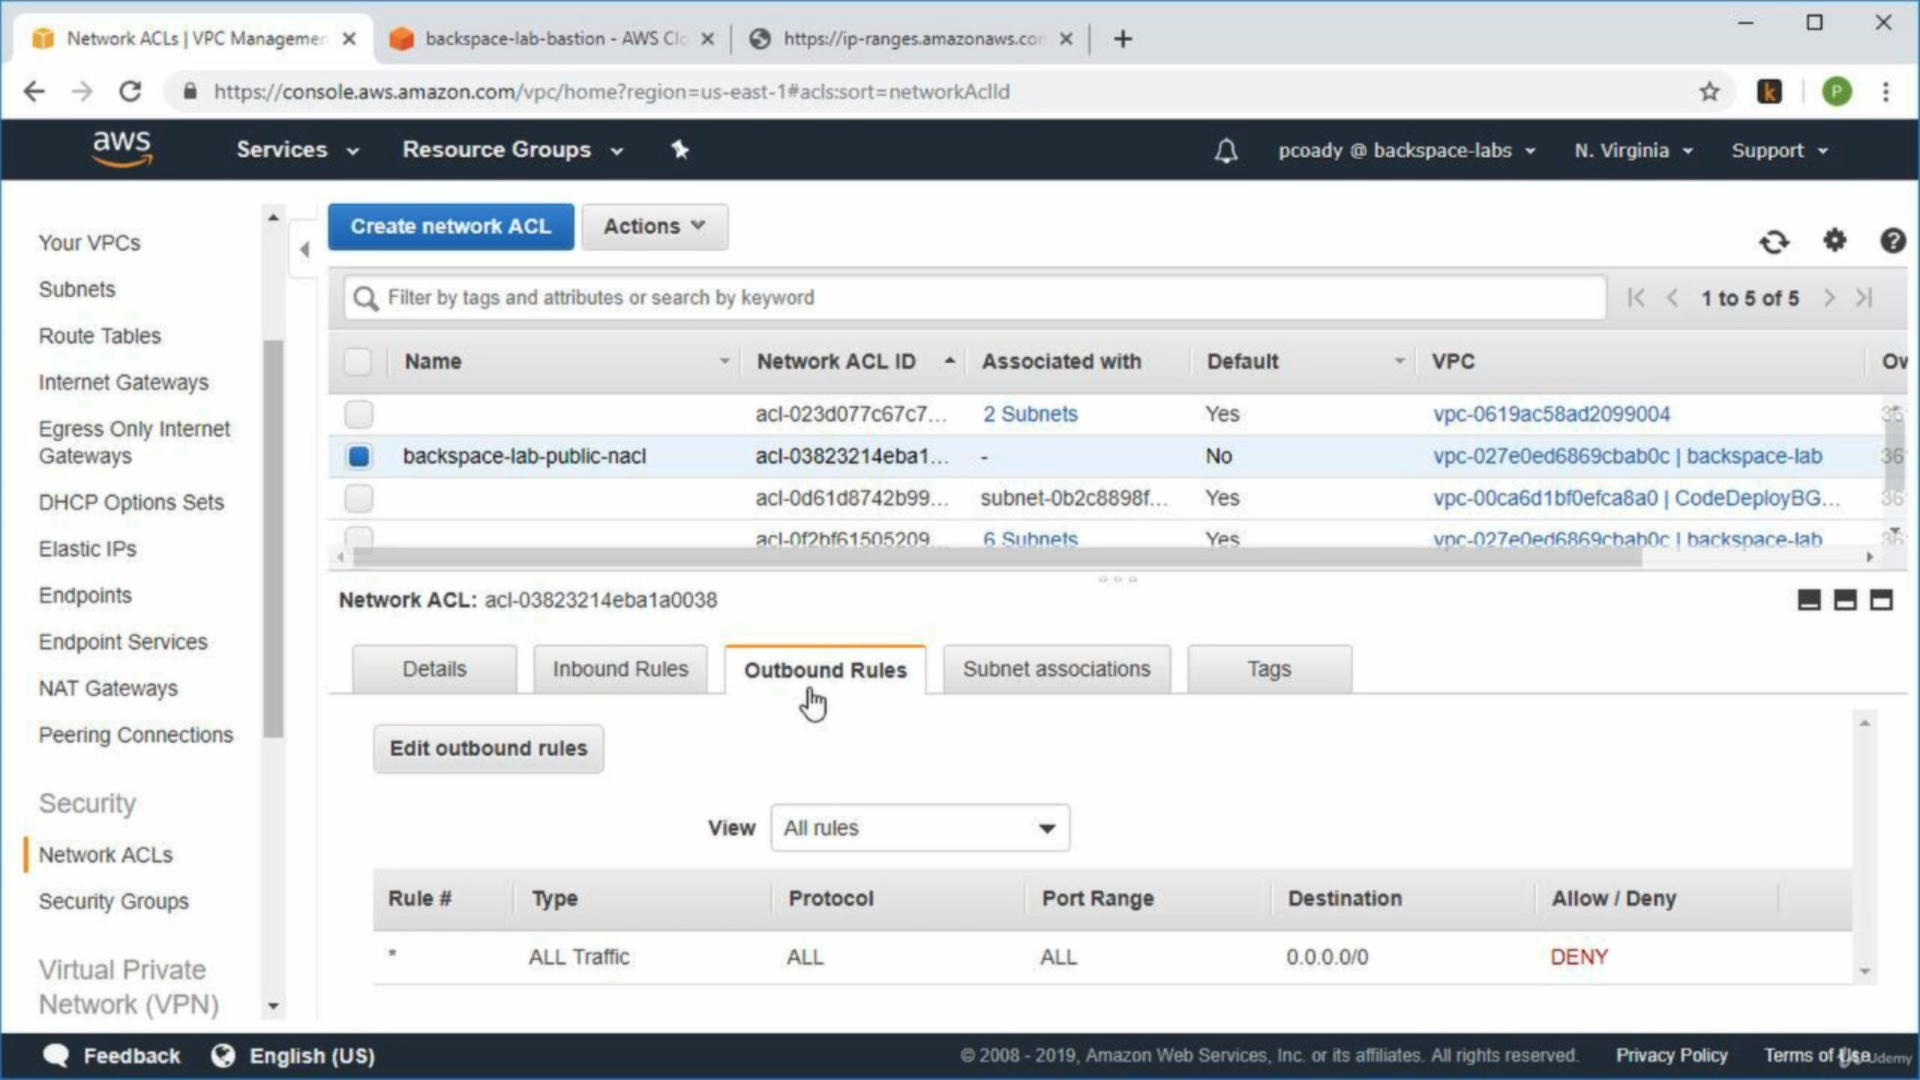 Network ACLs | VPC Managemen
backspace-lab-bastion - AWS Clo
https://ip-ranges.amazonaws.con
https://console.aws.amazon.com/vpc/home?region=us-east-1#acls:sort=networkAclId
k
P
aws
Services
Resource Groups
pcoady @ backspace-labs
N. Virginia
Support
Your VPCs
Subnets
Route Tables
Internet Gateways
Egress Only Internet
Gateways
DHCP Options Sets
Elastic IPs
Endpoints
Endpoint Services
NAT Gateways
Peering Connections
Security
Network ACLs
Security Groups
Virtual Private
Network (VPN)
Create network ACL
Actions
Filter by tags and attributes or search by keyword
1 to 5 of 5
Name Network ACL ID Associated with Default VPC Ow
acl-023d077c67c7... 2 Subnets Yes vpc-0619ac58ad2099004 36
backspace-lab-public-nacl acl-03823214eba1... - No vpc-027e0ed6869cbab0c | backspace-lab 36
acl-0d61d8742b99... subnet-0b2c8898f... Yes vpc-00ca6d1bf0efca8a0 | CodeDeployBG... 36
acl-0f2bf61505209... 6 Subnets Yes vpc-027e0ed6869cbab0c | backspace-lab 36
Network ACL: acl-03823214eba1a0038
Details
Inbound Rules
Outbound Rules
Subnet associations
Tags
Edit outbound rules
View All rules
Rule # Type Protocol Port Range Destination Allow / Deny
* ALL Traffic ALL ALL 0.0.0.0/0 DENY
Feedback
English (US)
© 2008 - 2019, Amazon Web Services, Inc. or its affiliates. All rights reserved.
Privacy Policy
Terms of Use
Udemy